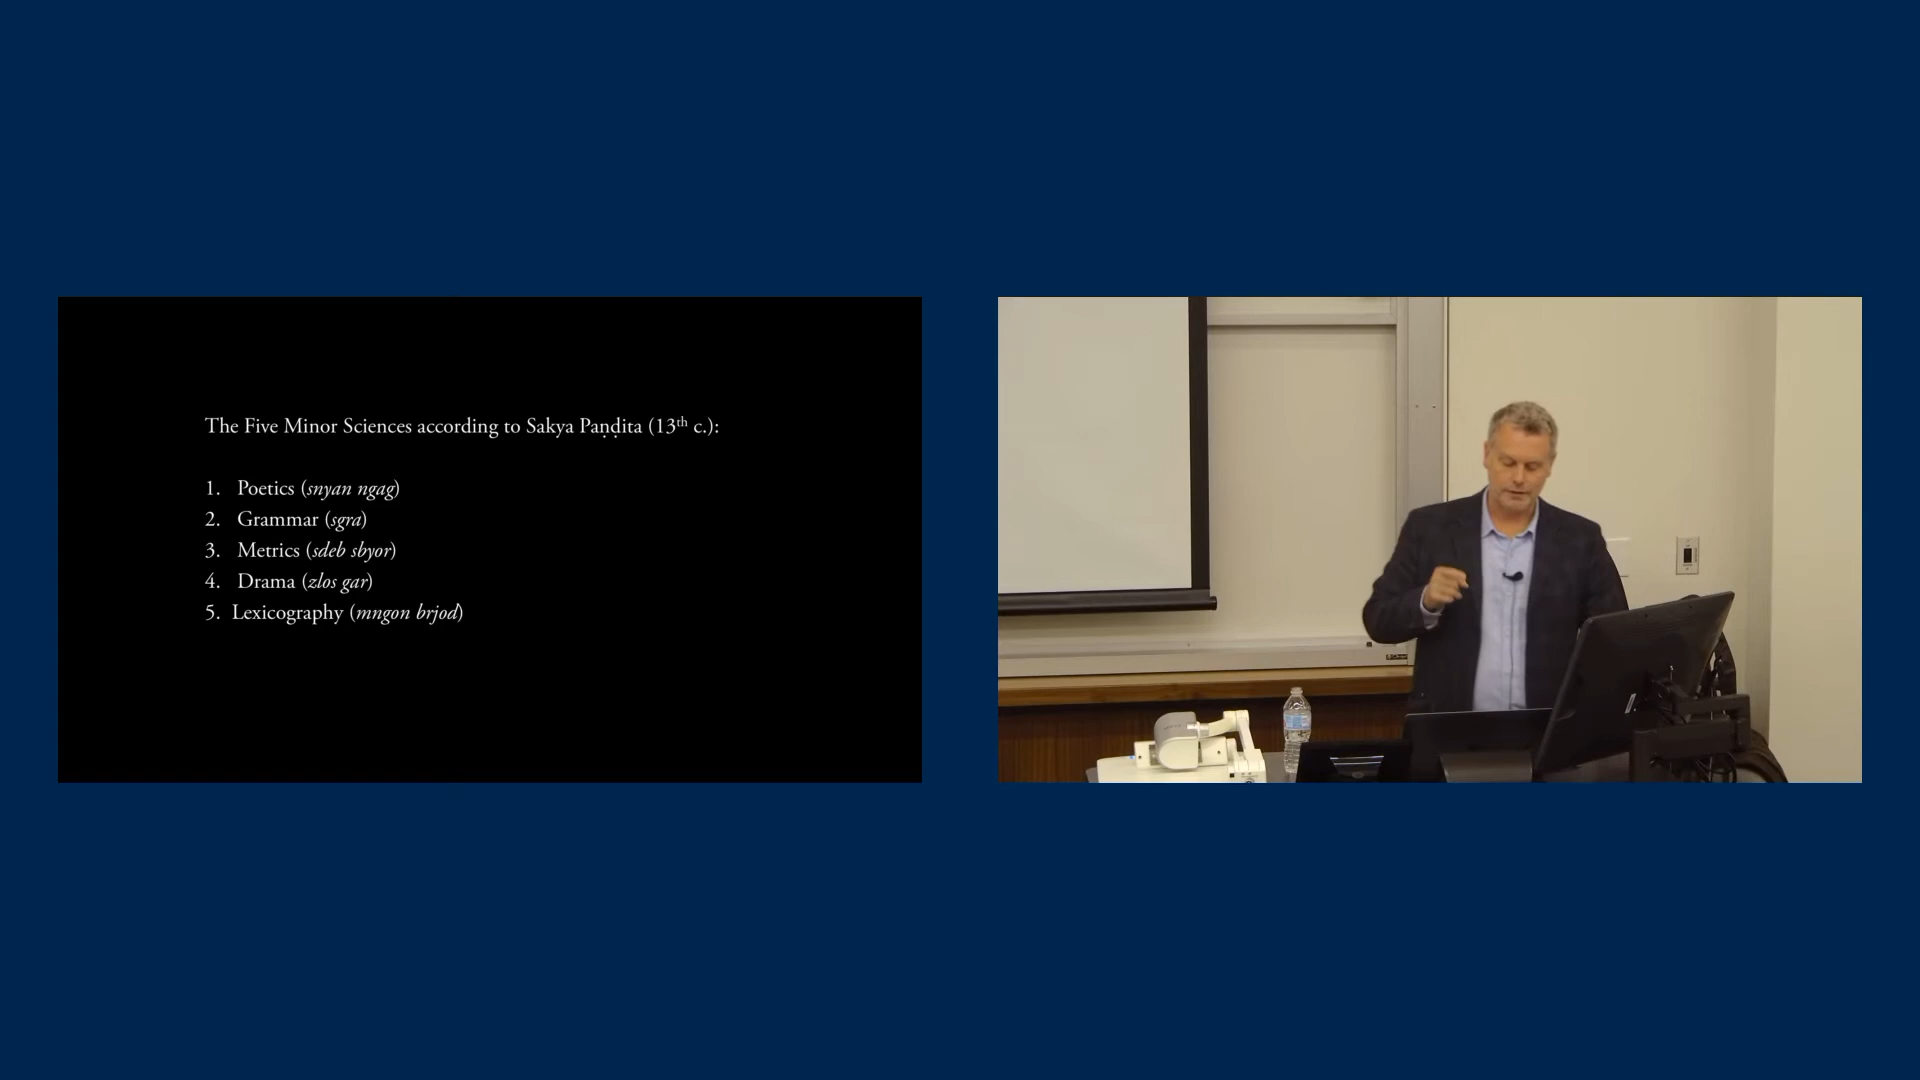 The Five Minor Sciences according to Sakya Paṇḍita (13th c.):
1. Poetics (snyan ngag)
2. Grammar (sgra)
3. Metrics (sdeb sbyor)
4. Drama (zlos gar)
5. Lexicography (mngon brjod)